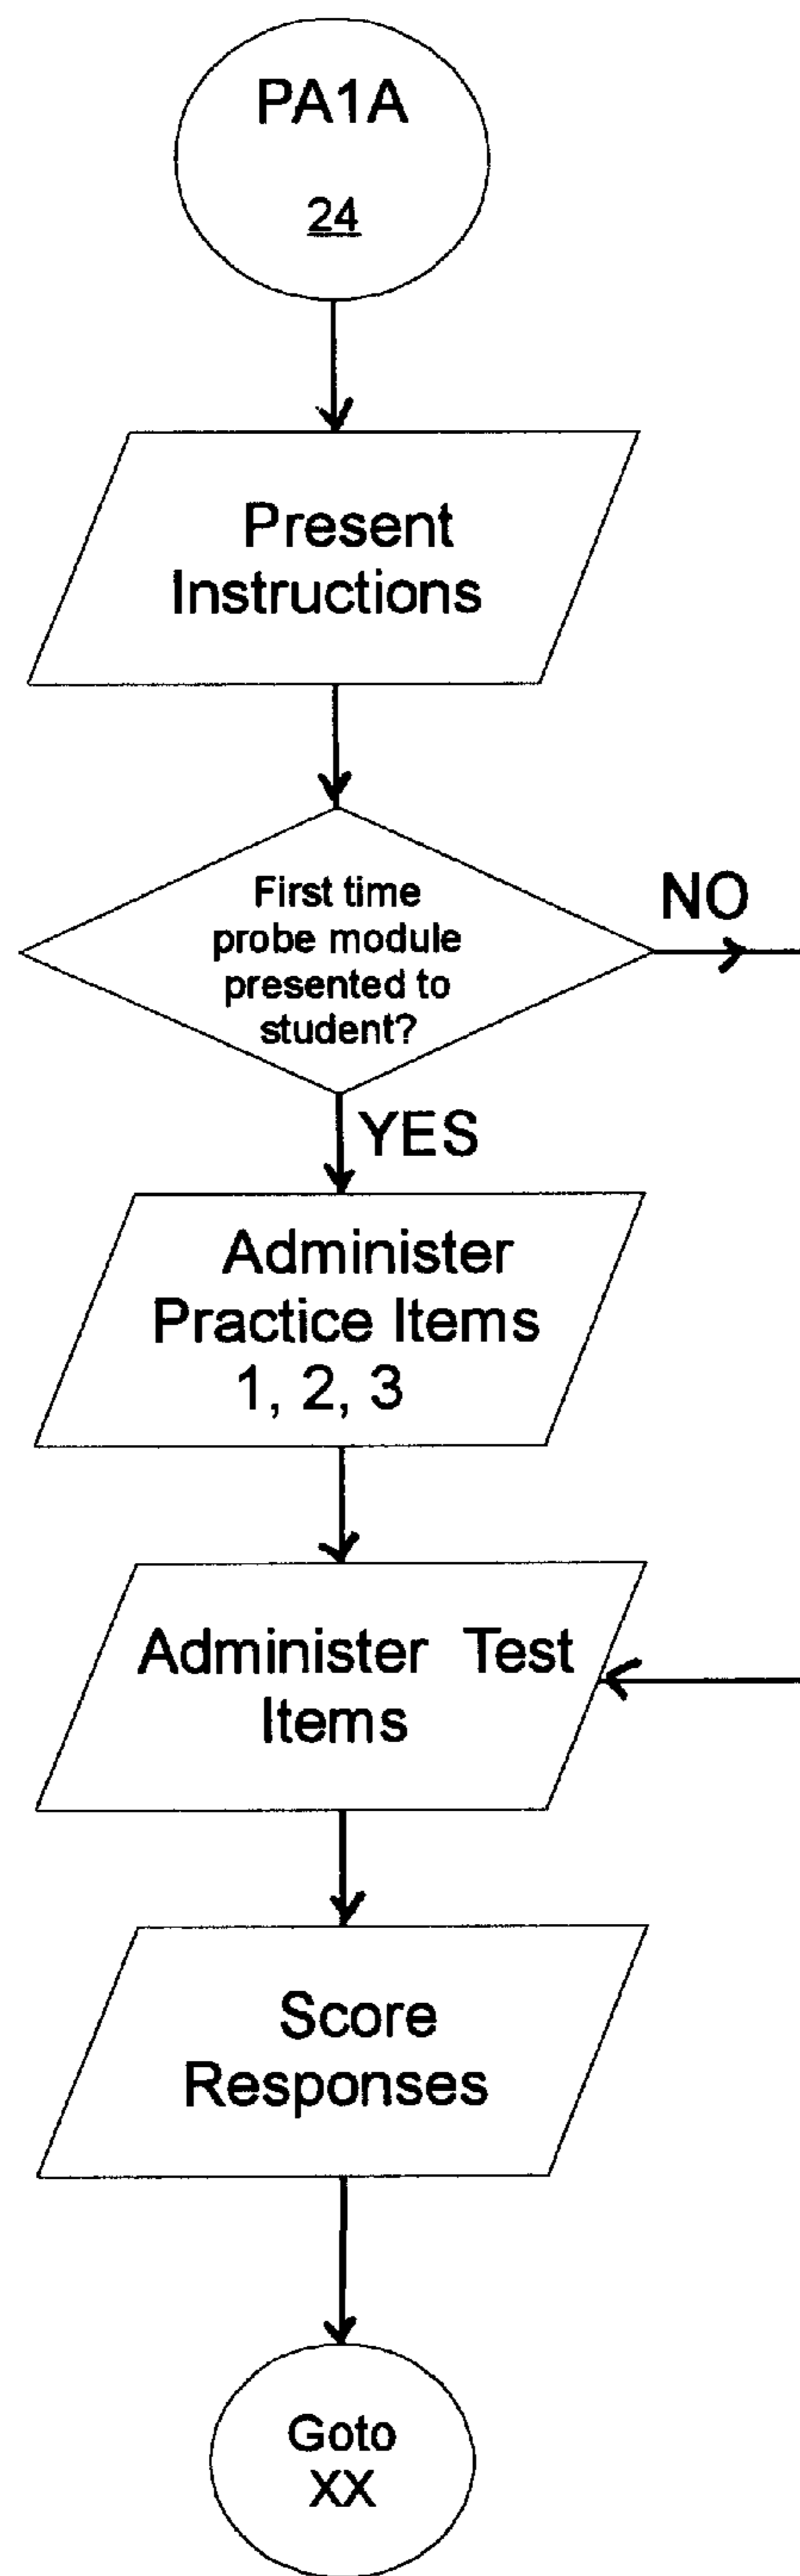 PA1A
24
Present
Instructions
First time
probe module
presented to
student?
NO
YES
Administer
Practice Items
1, 2, 3
Administer Test
Items
Score
Responses
Goto
XX